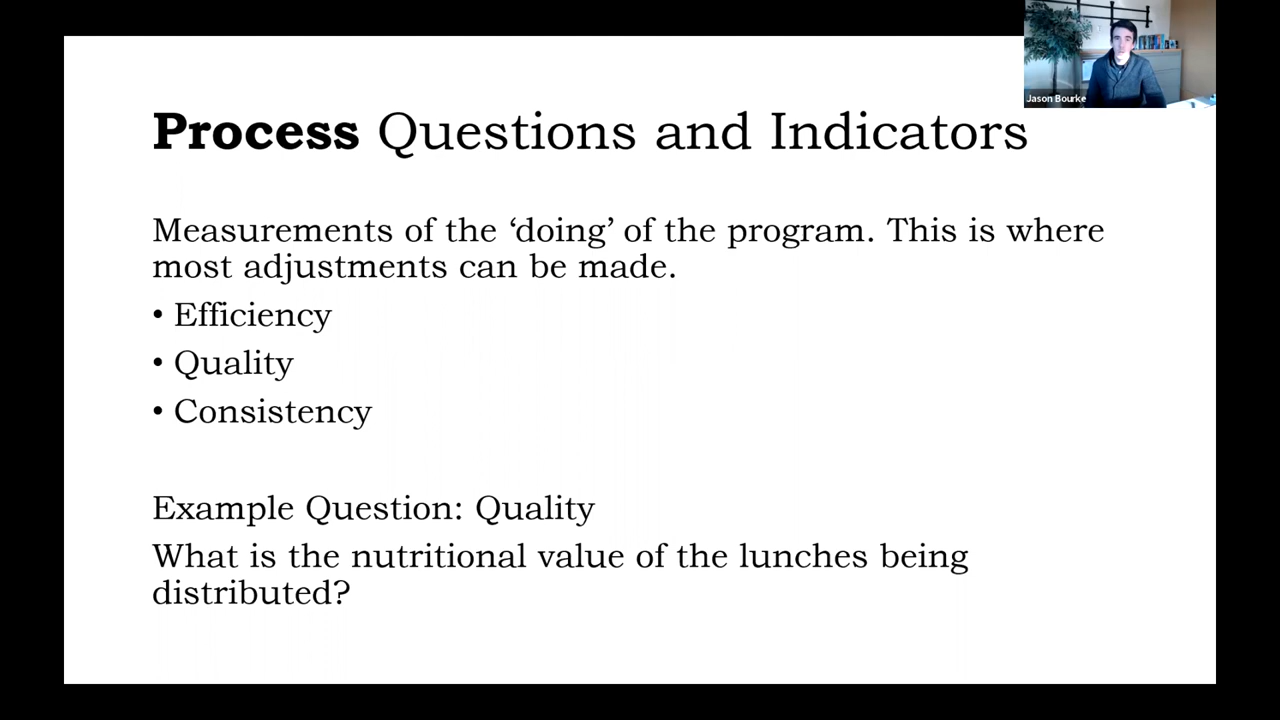 Jason Bourke
Process Questions and Indicators
Measurements of the ‘doing’ of the program. This is where
most adjustments can be made.
• Efficiency
• Quality
• Consistency
Example Question: Quality
What is the nutritional value of the lunches being
distributed?